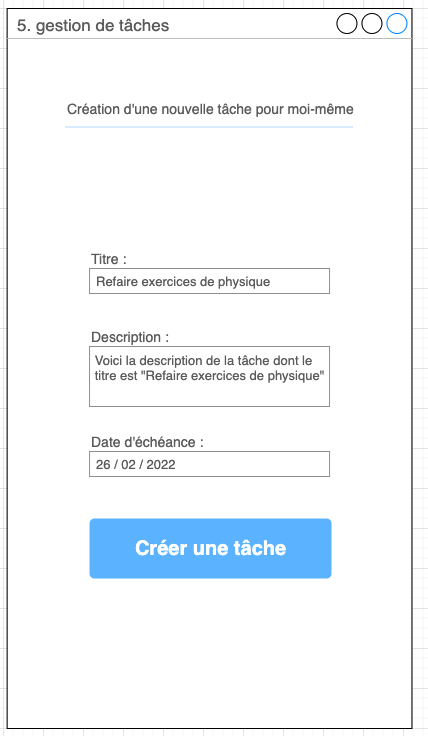 5. gestion de tâches
Création d'une nouvelle tâche pour moi-même
Titre :
Refaire exercices de physique
Description :
Voici la description de la tâche dont le
titre est "Refaire exercices de physique"
Date d'échéance :
26 / 02 / 2022
Créer une tâche